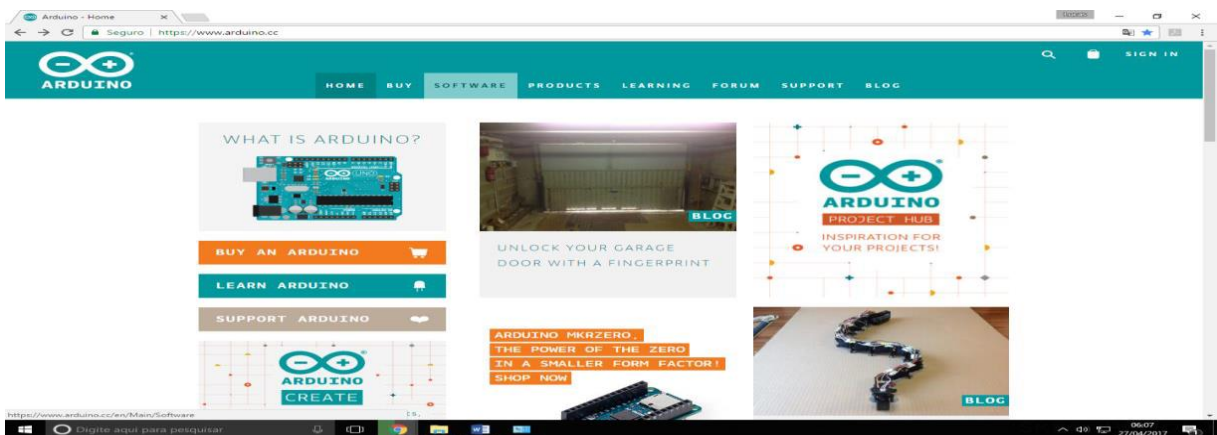 Arduino - Home
Seguro | https://www.arduino.cc
SIGN IN
ARDUINO
HOME BUY SOFTWARE PRODUCTS LEARNING FORUM SUPPORT BLOG
WHAT IS ARDUINO?
UNO
ARDUINO
BUY AN ARDUINO
LEARN ARDUINO
SUPPORT ARDUINO
ARDUINO
CREATE
BLOG
UNLOCK YOUR GARAGE
DOOR WITH A FINGERPRINT
ARDUINO MKRZERO,
THE POWER OF THE ZERO
IN A SMALLER FORM FACTOR!
SHOP NOW
ARDUINO
PROJECT HUB
INSPIRATION FOR
YOUR PROJECTS!
BLOG
https://www.arduino.cc/en/Main/Software
Digite aqui para pesquisar
06:07
27/04/2017